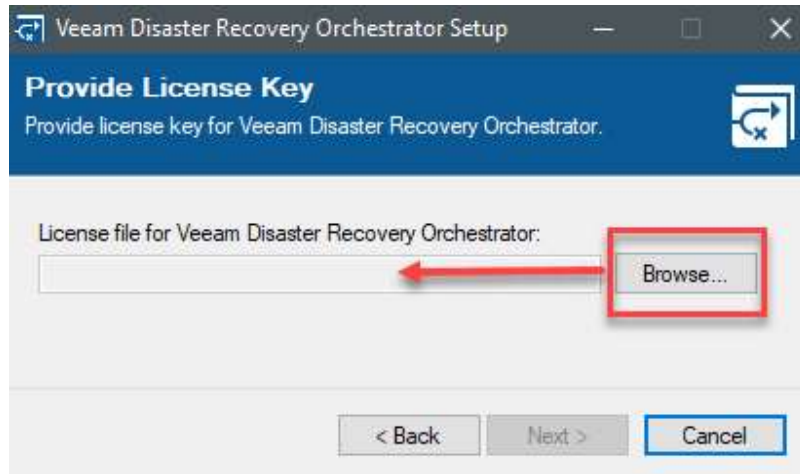 Veeam Disaster Recovery Orchestrator Setup
Provide License Key
Provide license key for Veeam Disaster Recovery Orchestrator.
License file for Veeam Disaster Recovery Orchestrator:
Browse...
< Back Next > Cancel